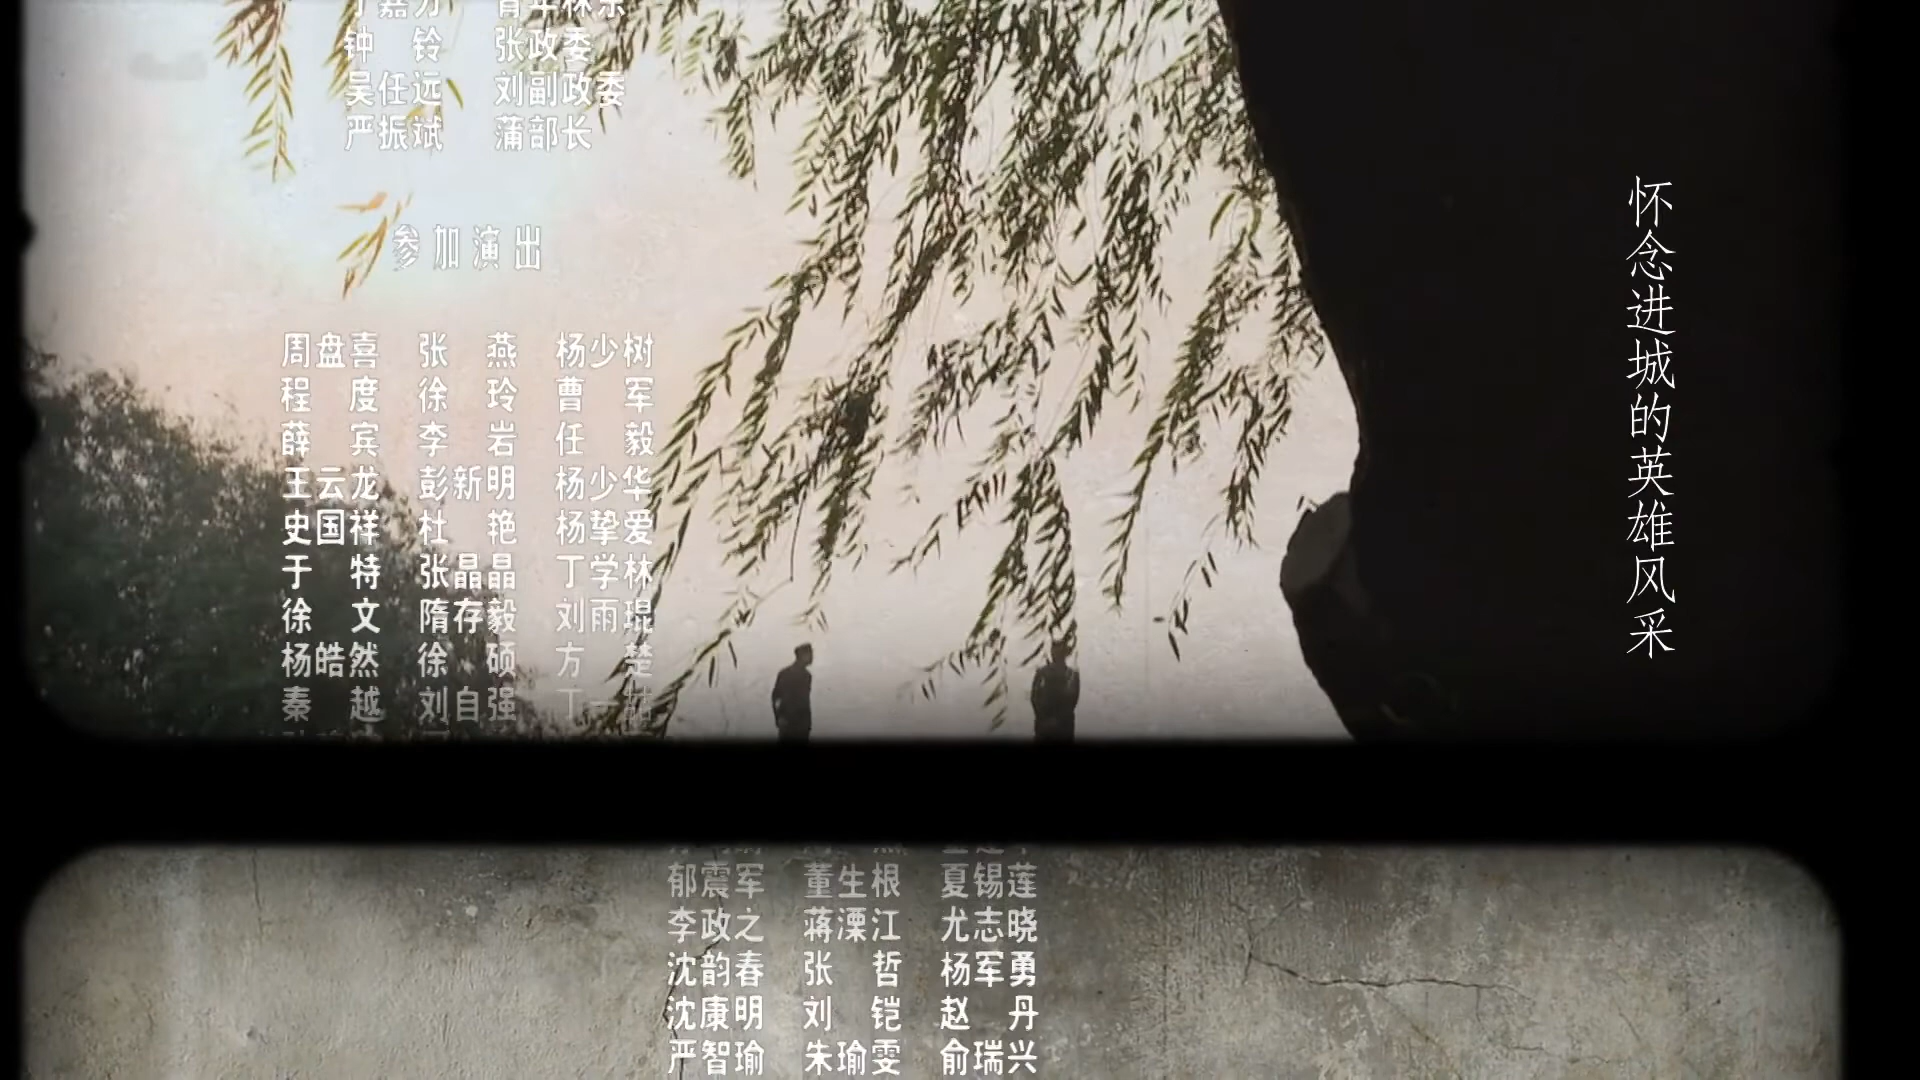 钟 铃 张政委
吴任远 刘副政委
严振斌 蒲部长
参加演出
周盘喜 张 燕 杨少树
程 度 徐 玲 曹 军
薛 宾 李 岩 任 毅
王云龙 彭新明 杨少华
史国祥 杜 艳 杨挚爱
于 特 张晶晶 丁学林
徐 文 隋存毅 刘雨琨
杨皓然 徐 硕 方 楚
秦 越 刘自强 丁一喆
怀念进城的英雄风采
郁震军 董生根 夏锡莲
李政之 蒋溧江 尤志晓
沈韵春 张 哲 杨军勇
沈康明 刘 铠 赵 丹
严智瑜 朱瑜雯 俞瑞兴